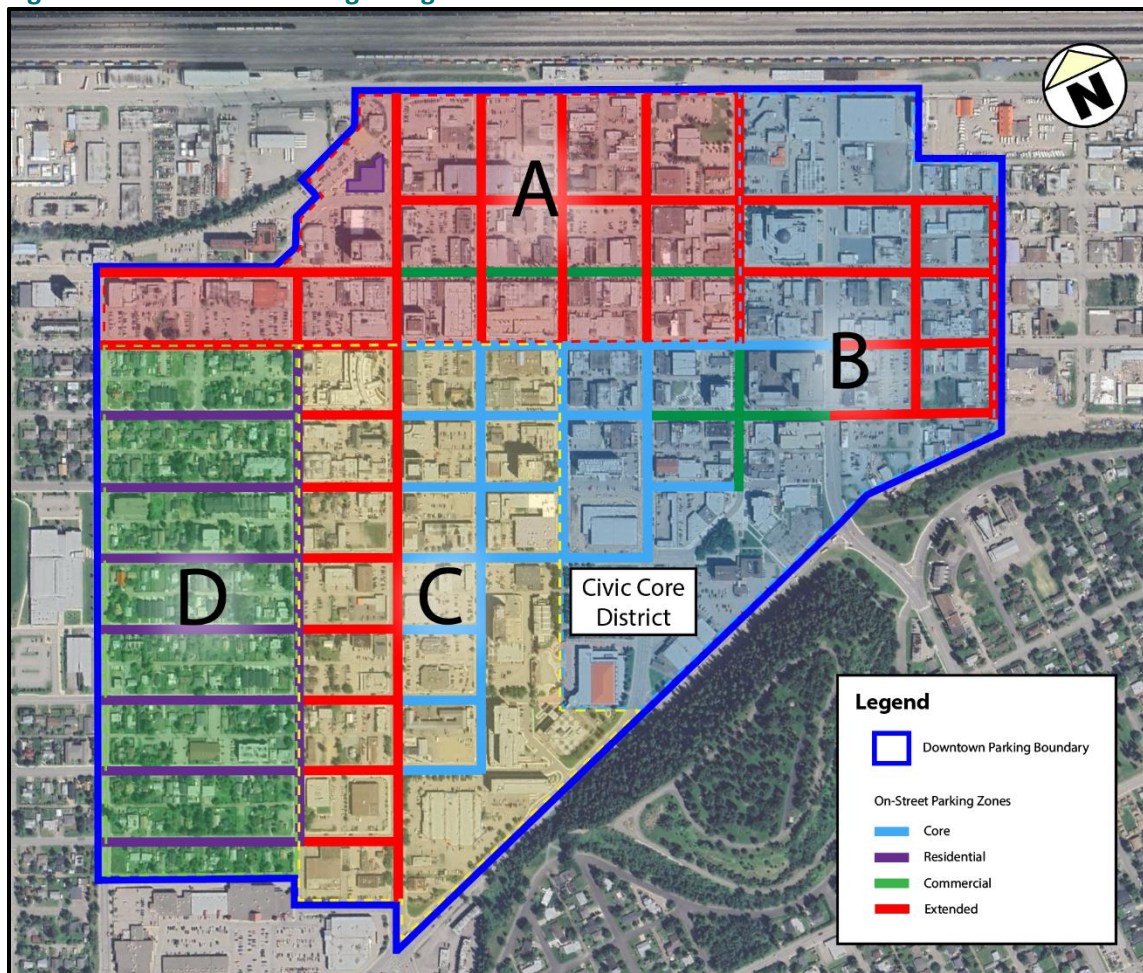 N
A
B
D
C
Civic Core
District
Legend
Downtown Parking Boundary
On-Street Parking Zones
Core
Residential
Commercial
Extended